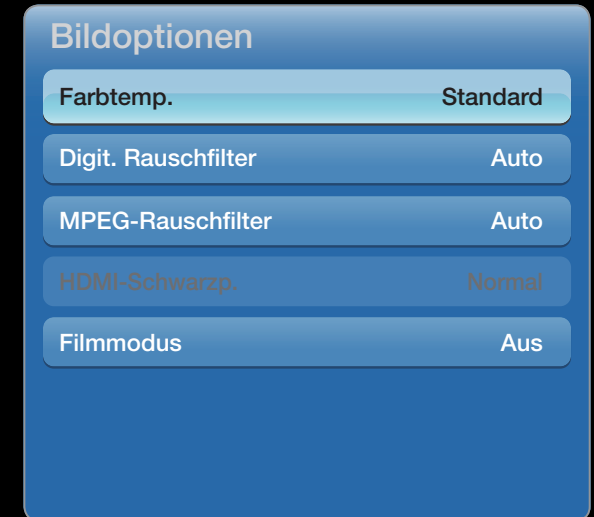 Bildoptionen
Farbtemp. Standard
Digit. Rauschfilter Auto
MPEG-Rauschfilter Auto
HDMI-Schwarzp. Normal
Filmmodus Aus